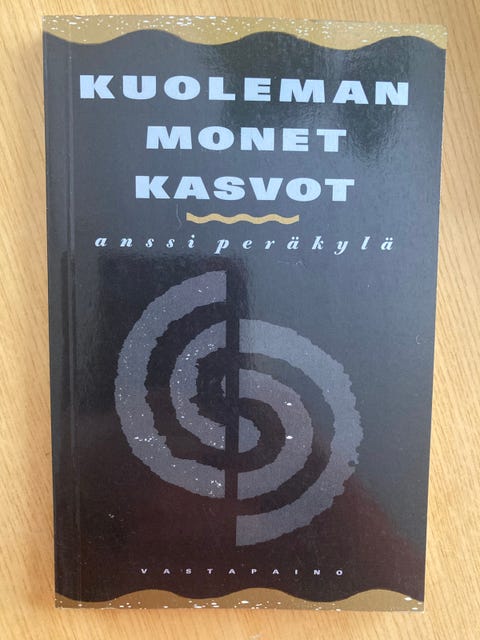 KUOLEMAN
MONET
KASVOT
anssi peräkylä
VASTAPAINO